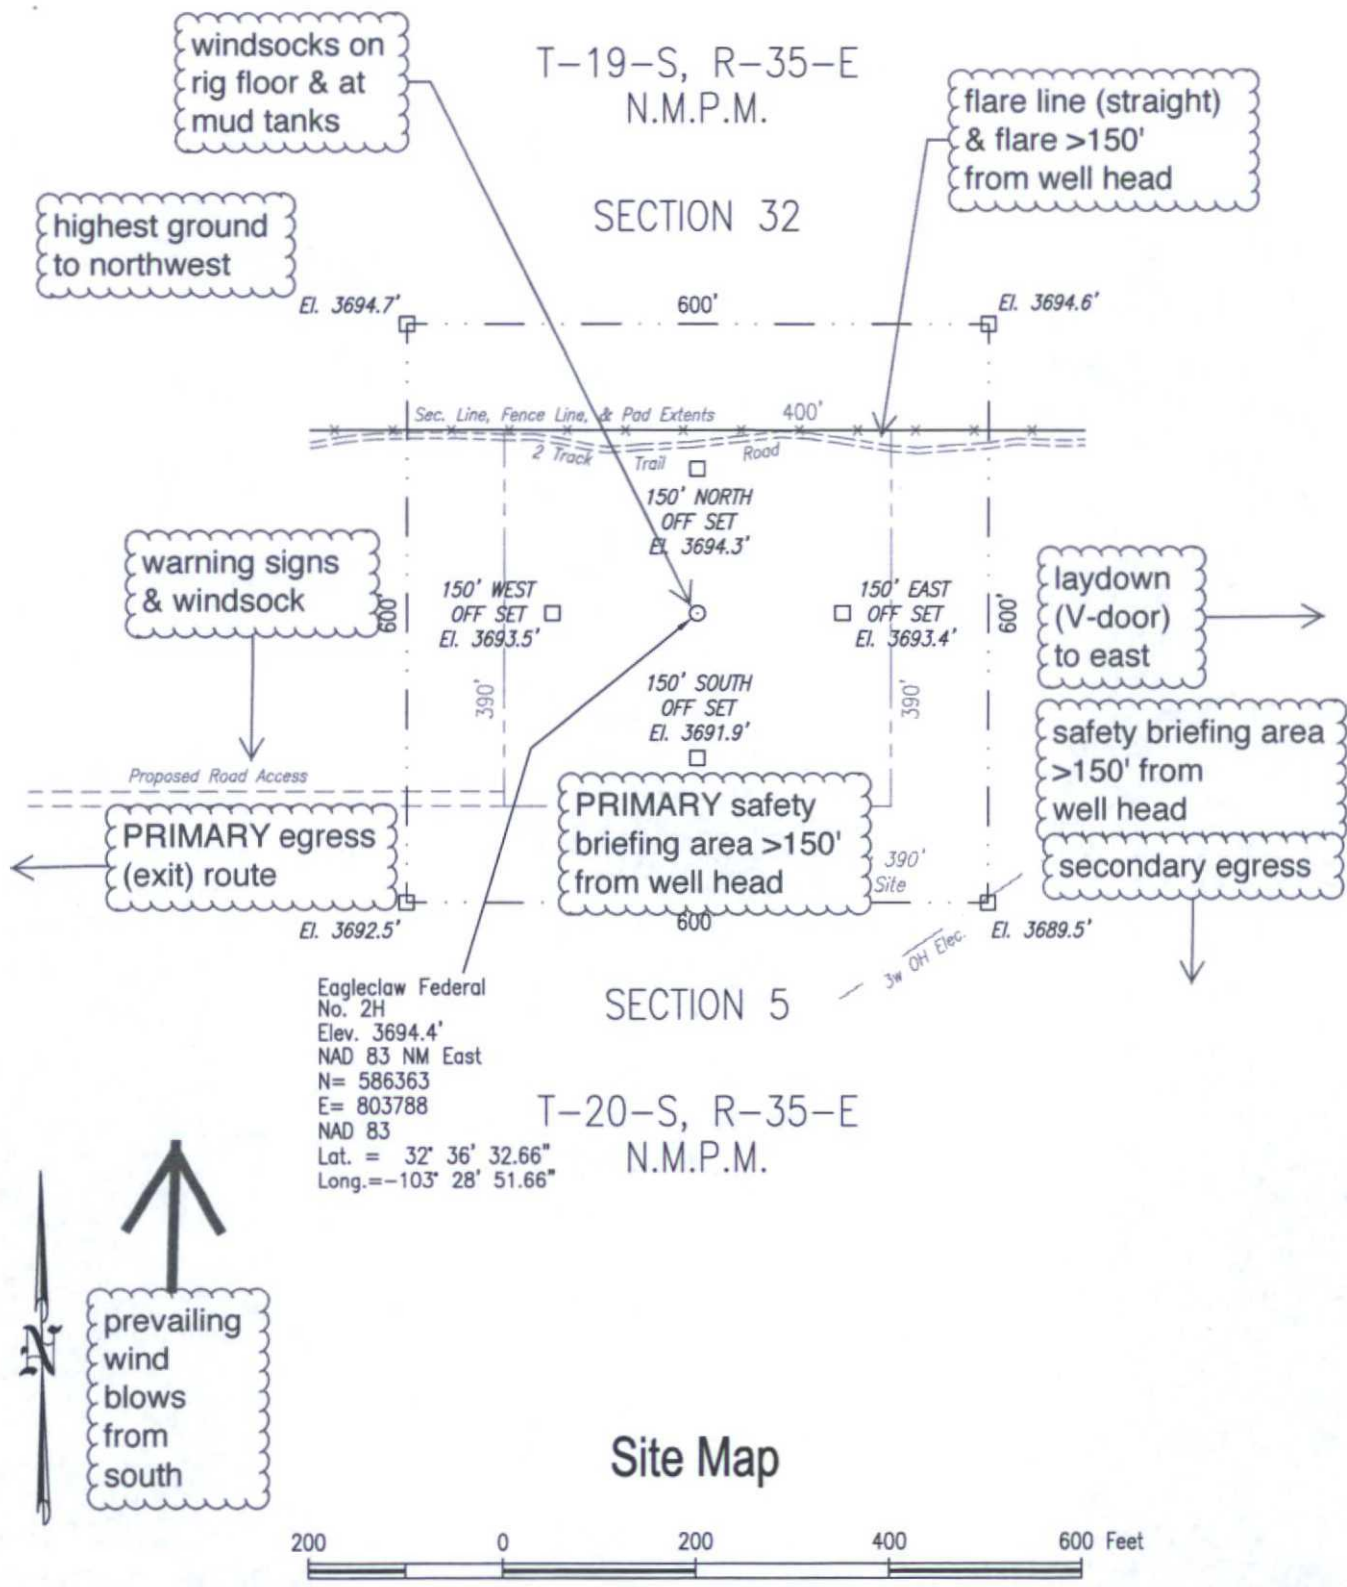 windsocks on
rig floor & at
mud tanks
T-19-S, R-35-E
N.M.P.M.
flare line (straight)
& flare >150'
from well head
SECTION 32
highest ground
to northwest
El. 3694.7'
600'
El. 3694.6'
Sec. Line, Fence Line, & Pad Extents
400'
2 Track Trail Road
150' NORTH
OFF SET
El. 3694.3'
warning signs
& windsock
600'
150' WEST
OFF SET
El. 3693.5'
150' EAST
OFF SET
El. 3693.4'
600'
laydown
(V-door)
to east
390'
150' SOUTH
OFF SET
El. 3691.9'
390'
safety briefing area
>150' from
well head
Proposed Road Access
PRIMARY egress
(exit) route
PRIMARY safety
briefing area >150'
from well head
390'
Site
secondary egress
El. 3692.5'
600
El. 3689.5'
3w OH Elec.
Eagleclaw Federal
No. 2H
Elev. 3694.4'
NAD 83 NM East
N= 586363
E= 803788
NAD 83
Lat. = 32° 36' 32.66"
Long.=-103° 28' 51.66"
SECTION 5
T-20-S, R-35-E
N.M.P.M.
N
prevailing
wind
blows
from
south
Site Map
200 0 200 400 600 Feet